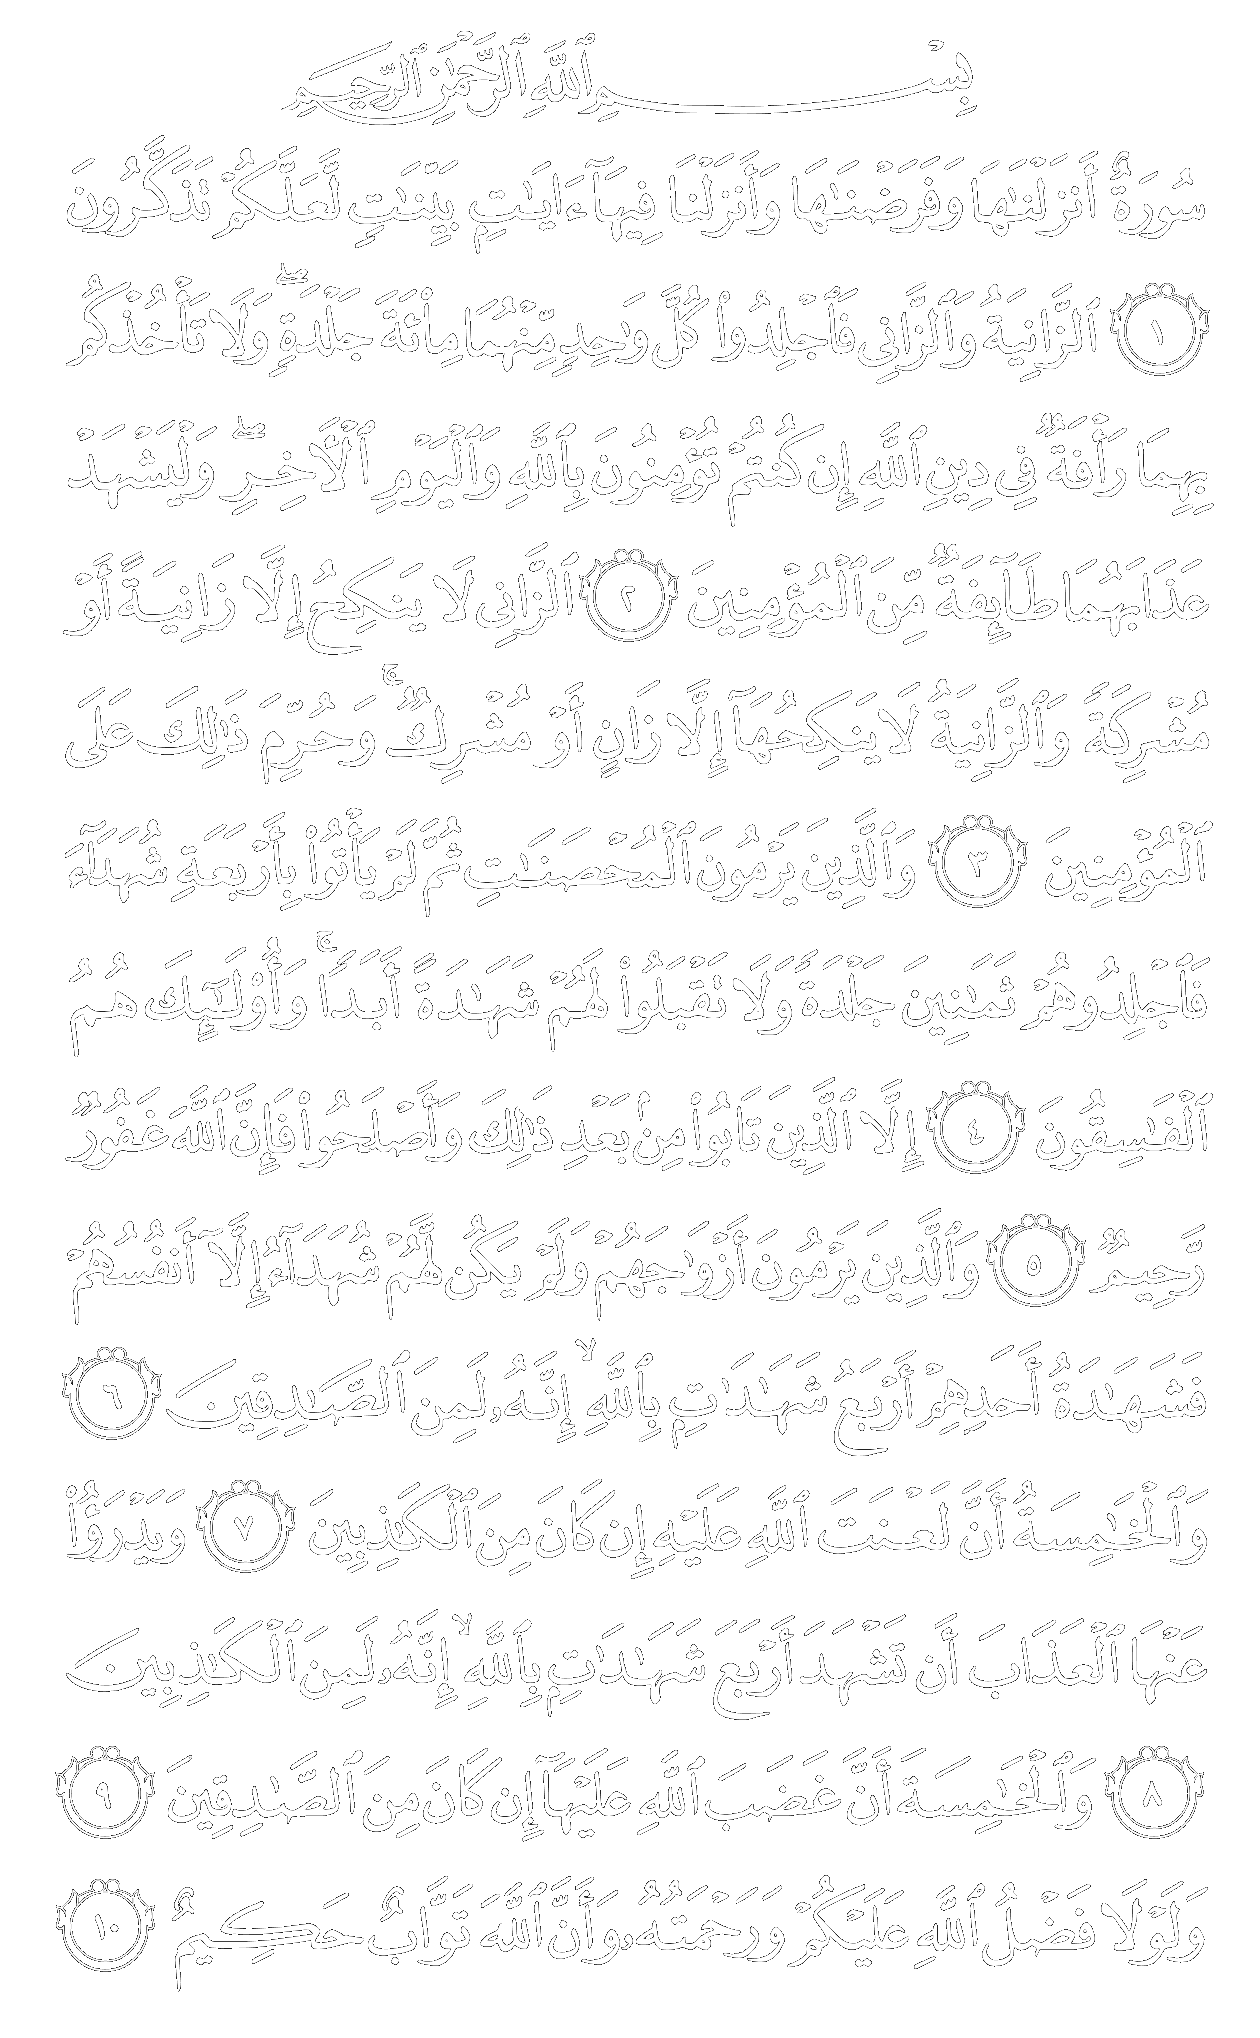 بِسْمِ ٱللَّهِ ٱلرَّحْمَٰنِ ٱلرَّحِيمِ
سُورَةٌ أَنزَلْنَٰهَا وَفَرَضْنَٰهَا وَأَنزَلْنَا فِيهَآ ءَايَٰتٍۭ بَيِّنَٰتٍ لَّعَلَّكُمْ تَذَكَّرُونَ
١ ٱلزَّانِيَةُ وَٱلزَّانِى فَٱجْلِدُوا۟ كُلَّ وَٰحِدٍ مِّنْهُمَا مِا۟ئَةَ جَلْدَةٍ ۖ وَلَا تَأْخُذْكُم
بِهِمَا رَأْفَةٌ فِى دِينِ ٱللَّهِ إِن كُنتُمْ تُؤْمِنُونَ بِٱللَّهِ وَٱلْيَوْمِ ٱلْأَخِرِ ۖ وَلْيَشْهَدْ
عَذَابَهُمَا طَآئِفَةٌ مِّنَ ٱلْمُؤْمِنِينَ ٢ ٱلزَّانِى لَا يَنكِحُ إِلَّا زَانِيَةً أَوْ
مُشْرِكَةً وَٱلزَّانِيَةُ لَا يَنكِحُهَآ إِلَّا زَانٍ أَوْ مُشْرِكٌ ۚ وَحُرِّمَ ذَٰلِكَ عَلَى
ٱلْمُؤْمِنِينَ ٣ وَٱلَّذِينَ يَرْمُونَ ٱلْمُحْصَنَٰتِ ثُمَّ لَمْ يَأْتُوا۟ بِأَرْبَعَةِ شُهَدَآءَ
فَٱجْلِدُوهُمْ ثَمَٰنِينَ جَلْدَةً وَلَا تَقْبَلُوا۟ لَهُمْ شَهَٰدَةً أَبَدًا ۚ وَأُو۟لَٰٓئِكَ هُمُ
ٱلْفَٰسِقُونَ ٤ إِلَّا ٱلَّذِينَ تَابُوا۟ مِنۢ بَعْدِ ذَٰلِكَ وَأَصْلَحُوا۟ فَإِنَّ ٱللَّهَ غَفُورٌ
رَّحِيمٌ ٥ وَٱلَّذِينَ يَرْمُونَ أَزْوَٰجَهُمْ وَلَمْ يَكُن لَّهُمْ شُهَدَآءُ إِلَّآ أَنفُسُهُمْ
فَشَهَٰدَةُ أَحَدِهِمْ أَرْبَعُ شَهَٰدَٰتٍۭ بِٱللَّهِ ۙ إِنَّهُۥ لَمِنَ ٱلصَّٰدِقِينَ ٦
وَٱلْخَٰمِسَةُ أَنَّ لَعْنَتَ ٱللَّهِ عَلَيْهِ إِن كَانَ مِنَ ٱلْكَٰذِبِينَ ٧ وَيَدْرَؤُا۟
عَنْهَا ٱلْعَذَابَ أَن تَشْهَدَ أَرْبَعَ شَهَٰدَٰتٍۭ بِٱللَّهِ ۙ إِنَّهُۥ لَمِنَ ٱلْكَٰذِبِينَ
٨ وَٱلْخَٰمِسَةَ أَنَّ غَضَبَ ٱللَّهِ عَلَيْهَآ إِن كَانَ مِنَ ٱلصَّٰدِقِينَ ٩
وَلَوْلَا فَضْلُ ٱللَّهِ عَلَيْكُمْ وَرَحْمَتُهُۥ وَأَنَّ ٱللَّهَ تَوَّابٌ حَكِيمٌ ١٠